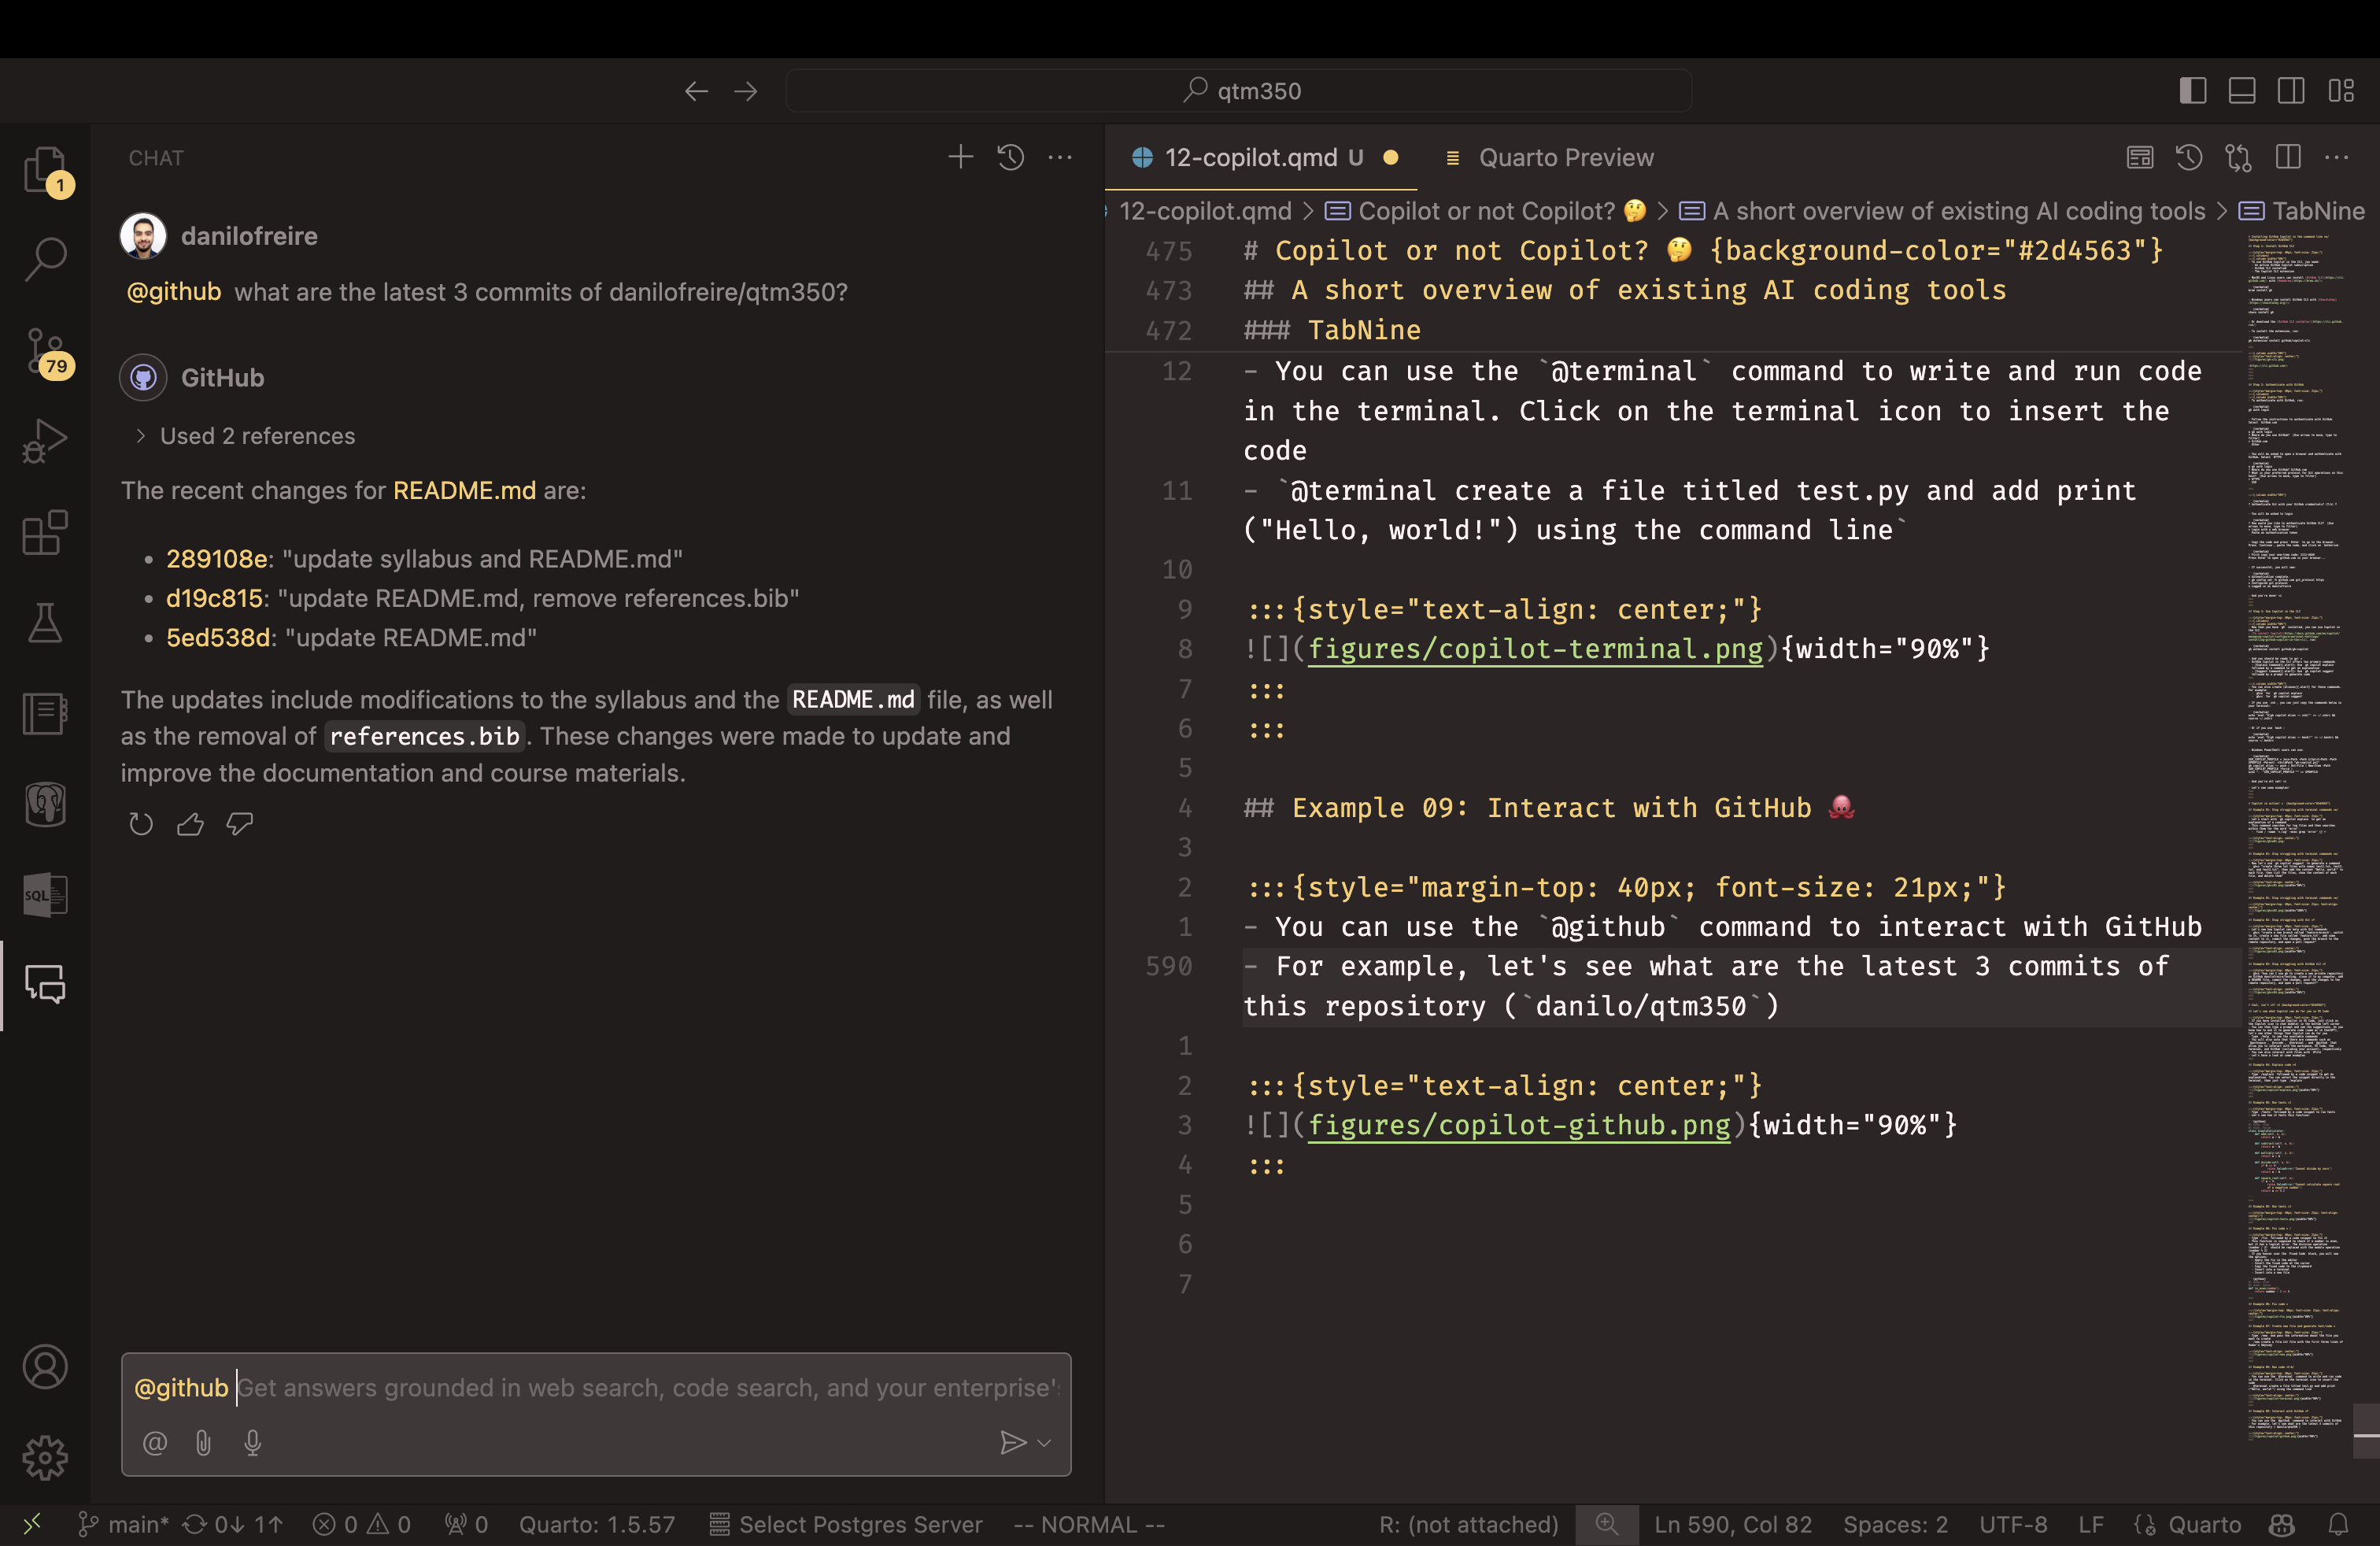 qtm350
CHAT
1
79
danilofreire
@github what are the latest 3 commits of danilofreire/qtm350?
GitHub
Used 2 references
The recent changes for README.md are:
• 289108e: "update syllabus and README.md"
• d19c815: "update README.md, remove references.bib"
• 5ed538d: "update README.md"
The updates include modifications to the syllabus and the README.md file, as well
as the removal of references.bib. These changes were made to update and
improve the documentation and course materials.
SQL
@github Get answers grounded in web search, code search, and your enterprise'
12-copilot.qmd U
Quarto Preview
12-copilot.qmd > Copilot or not Copilot? 🤔 > A short overview of existing AI coding tools > TabNine
475 # Copilot or not Copilot? 🤔 {background-color="#2d4563"}
473 ## A short overview of existing AI coding tools
472 ### TabNine
12 - You can use the `@terminal` command to write and run code
in the terminal. Click on the terminal icon to insert the
code
11 - `@terminal create a file titled test.py and add print
("Hello, world!") using the command line`
10
9 :::{style="text-align: center;"}
8 ![](figures/copilot-terminal.png){width="90%"}
7 :::
6 :::
5
4 ## Example 09: Interact with GitHub 🐙
3
2 :::{style="margin-top: 40px; font-size: 21px;"}
1 - You can use the `@github` command to interact with GitHub
590 - For example, let's see what are the latest 3 commits of
this repository (`danilo/qtm350`)
1
2 :::{style="text-align: center;"}
3 ![](figures/copilot-github.png){width="90%"}
4 :::
5
6
7
main* 0↓ 1↑ 0 0 0 Quarto: 1.5.57 Select Postgres Server -- NORMAL -- R: (not attached) Ln 590, Col 82 Spaces: 2 UTF-8 LF Quarto